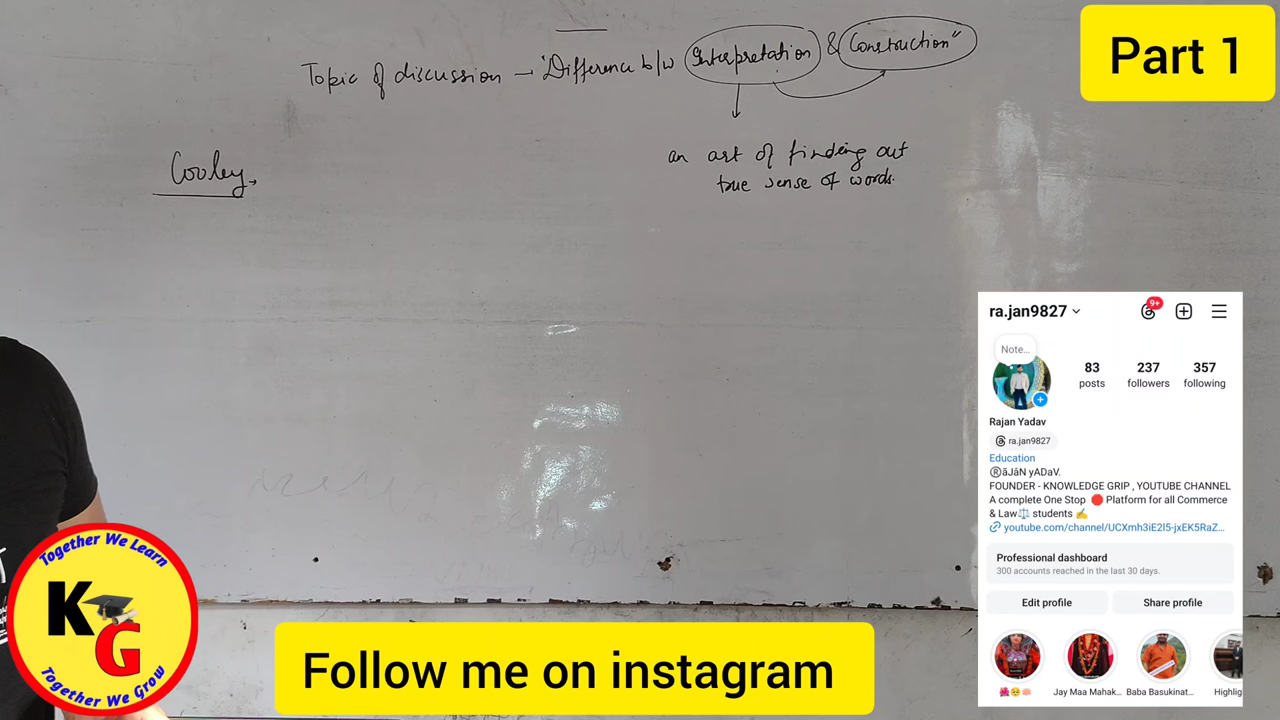 Part 1
Topic of discussion → "Difference b/w Interpretation & Construction"
an art of finding out
true sense of words.
Cooley
ra.jan9827
9+
Note...
83 237 357
posts followers following
Rajan Yadav
ra.jan9827
Education
ⓇãJâN yADaV.
FOUNDER - KNOWLEDGE GRIP , YOUTUBE CHANNEL
A complete One Stop 🛑 Platform for all Commerce
& Law⚖️ students ✍️
youtube.com/channel/UCXmh3iE2I5-jxEK5RaZ...
Professional dashboard
300 accounts reached in the last 30 days.
Edit profile Share profile
🌺🥺🪷 Jay Maa Mahak... Baba Basukinat... Highlig
Together We Learn
KG
Together We Grow
Follow me on instagram